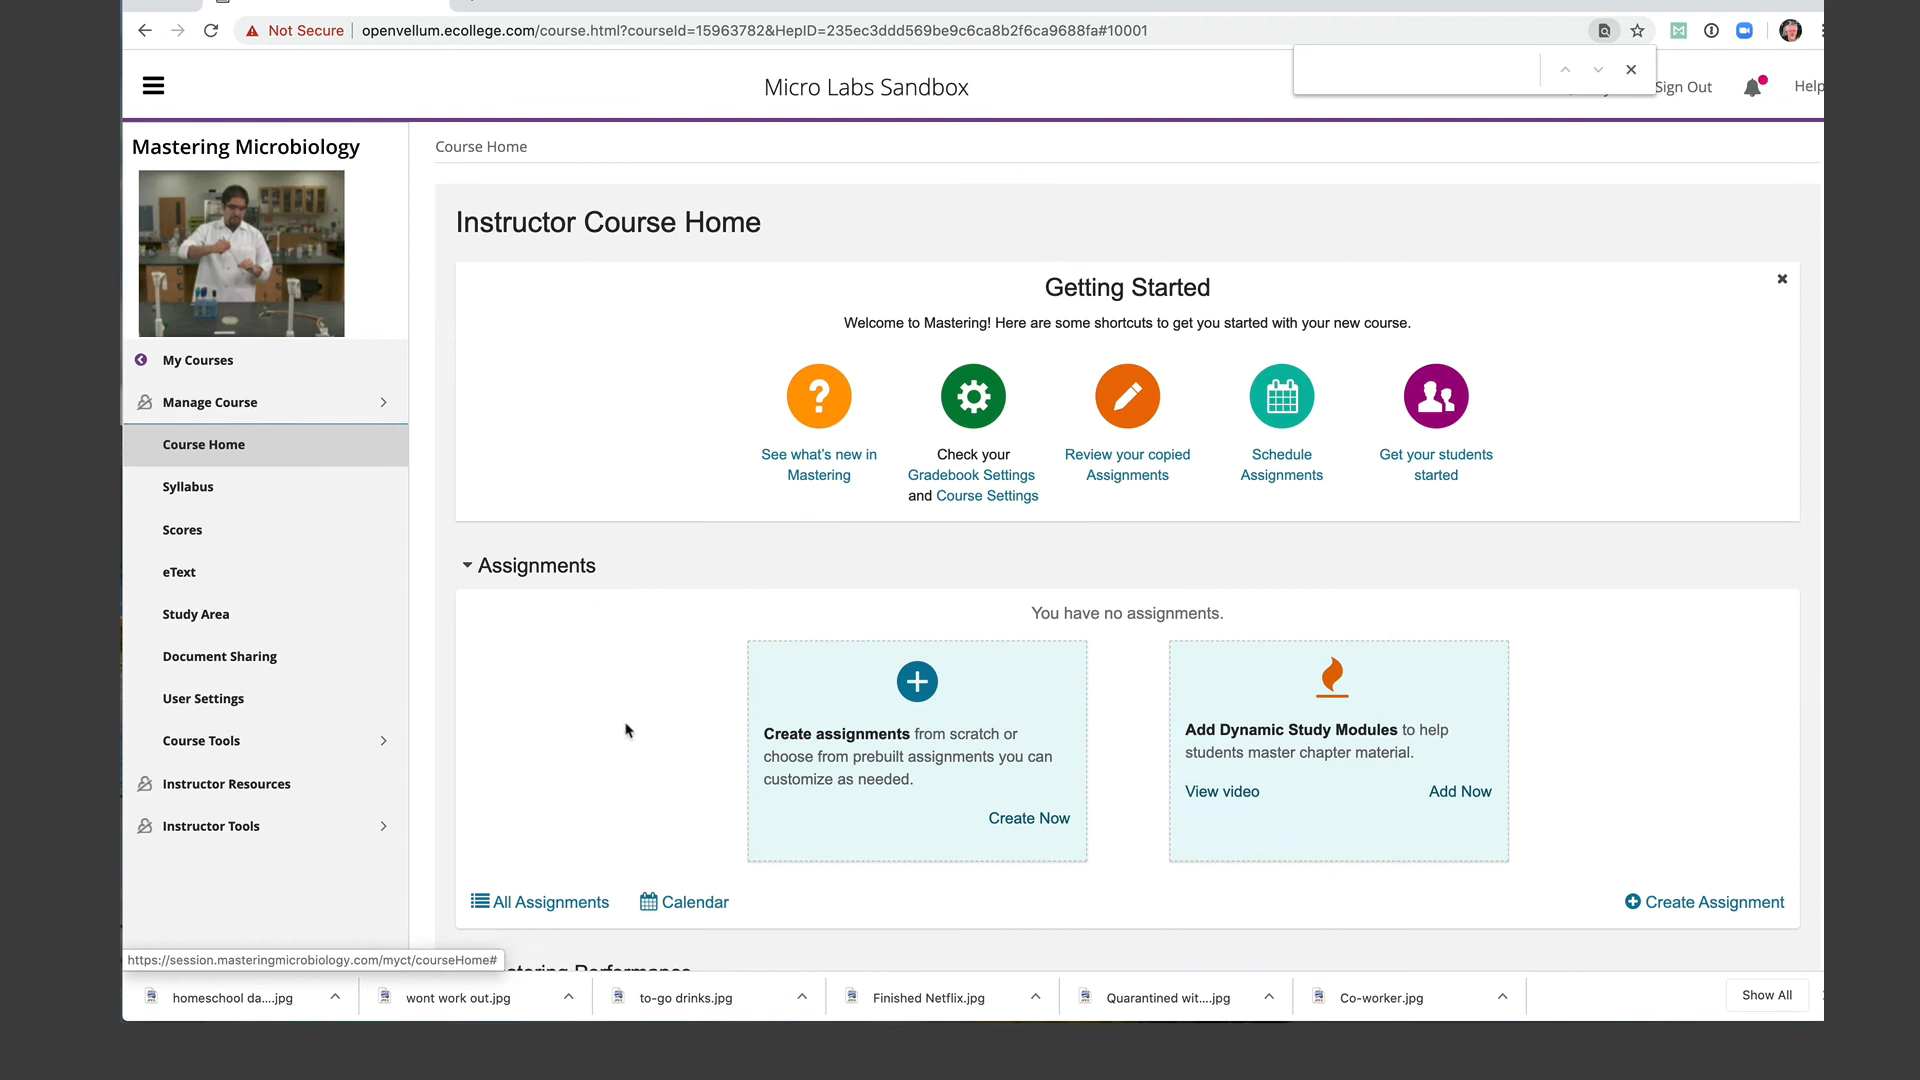 Not Secure
openvellum.ecollege.com/course.html?courseId=15963782&HepID=235ec3ddd569be9c6ca8b2f6ca9688fa#10001
Micro Labs Sandbox
Sign Out
Help
Mastering Microbiology
Course Home
Instructor Course Home
Getting Started
Welcome to Mastering! Here are some shortcuts to get you started with your new course.
See what's new in
Mastering
Check your
Gradebook Settings
and Course Settings
Review your copied
Assignments
Schedule
Assignments
Get your students
started
My Courses
Manage Course
Course Home
Syllabus
Scores
eText
Study Area
Document Sharing
User Settings
Course Tools
Instructor Resources
Instructor Tools
Assignments
You have no assignments.
Create assignments from scratch or
choose from prebuilt assignments you can
customize as needed.
Create Now
Add Dynamic Study Modules to help
students master chapter material.
View video
Add Now
All Assignments
Calendar
Create Assignment
Performance
https://session.masteringmicrobiology.com/myct/courseHome#
homeschool da....jpg
wont work out.jpg
to-go drinks.jpg
Finished Netflix.jpg
Quarantined wit....jpg
Co-worker.jpg
Show All